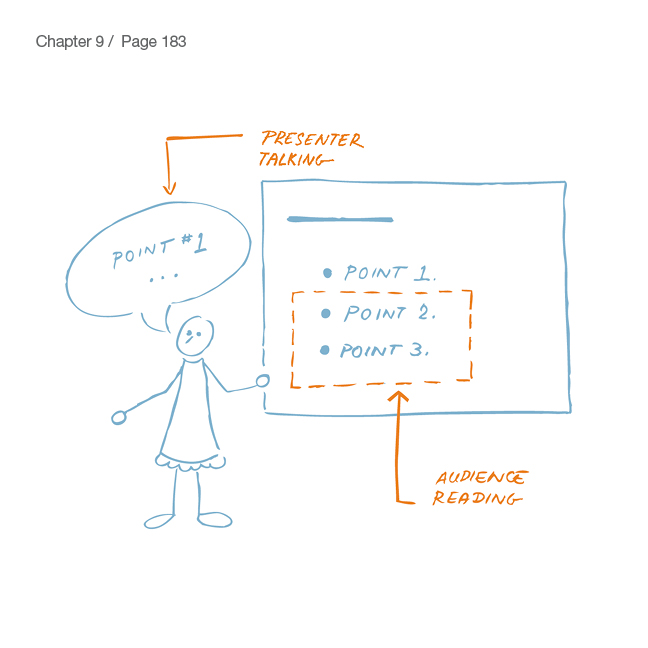 Chapter 9 / Page 183
PRESENTER
TALKING
POINT #1
...
• POINT 1.
• POINT 2.
• POINT 3.
AUDIENCE
READING